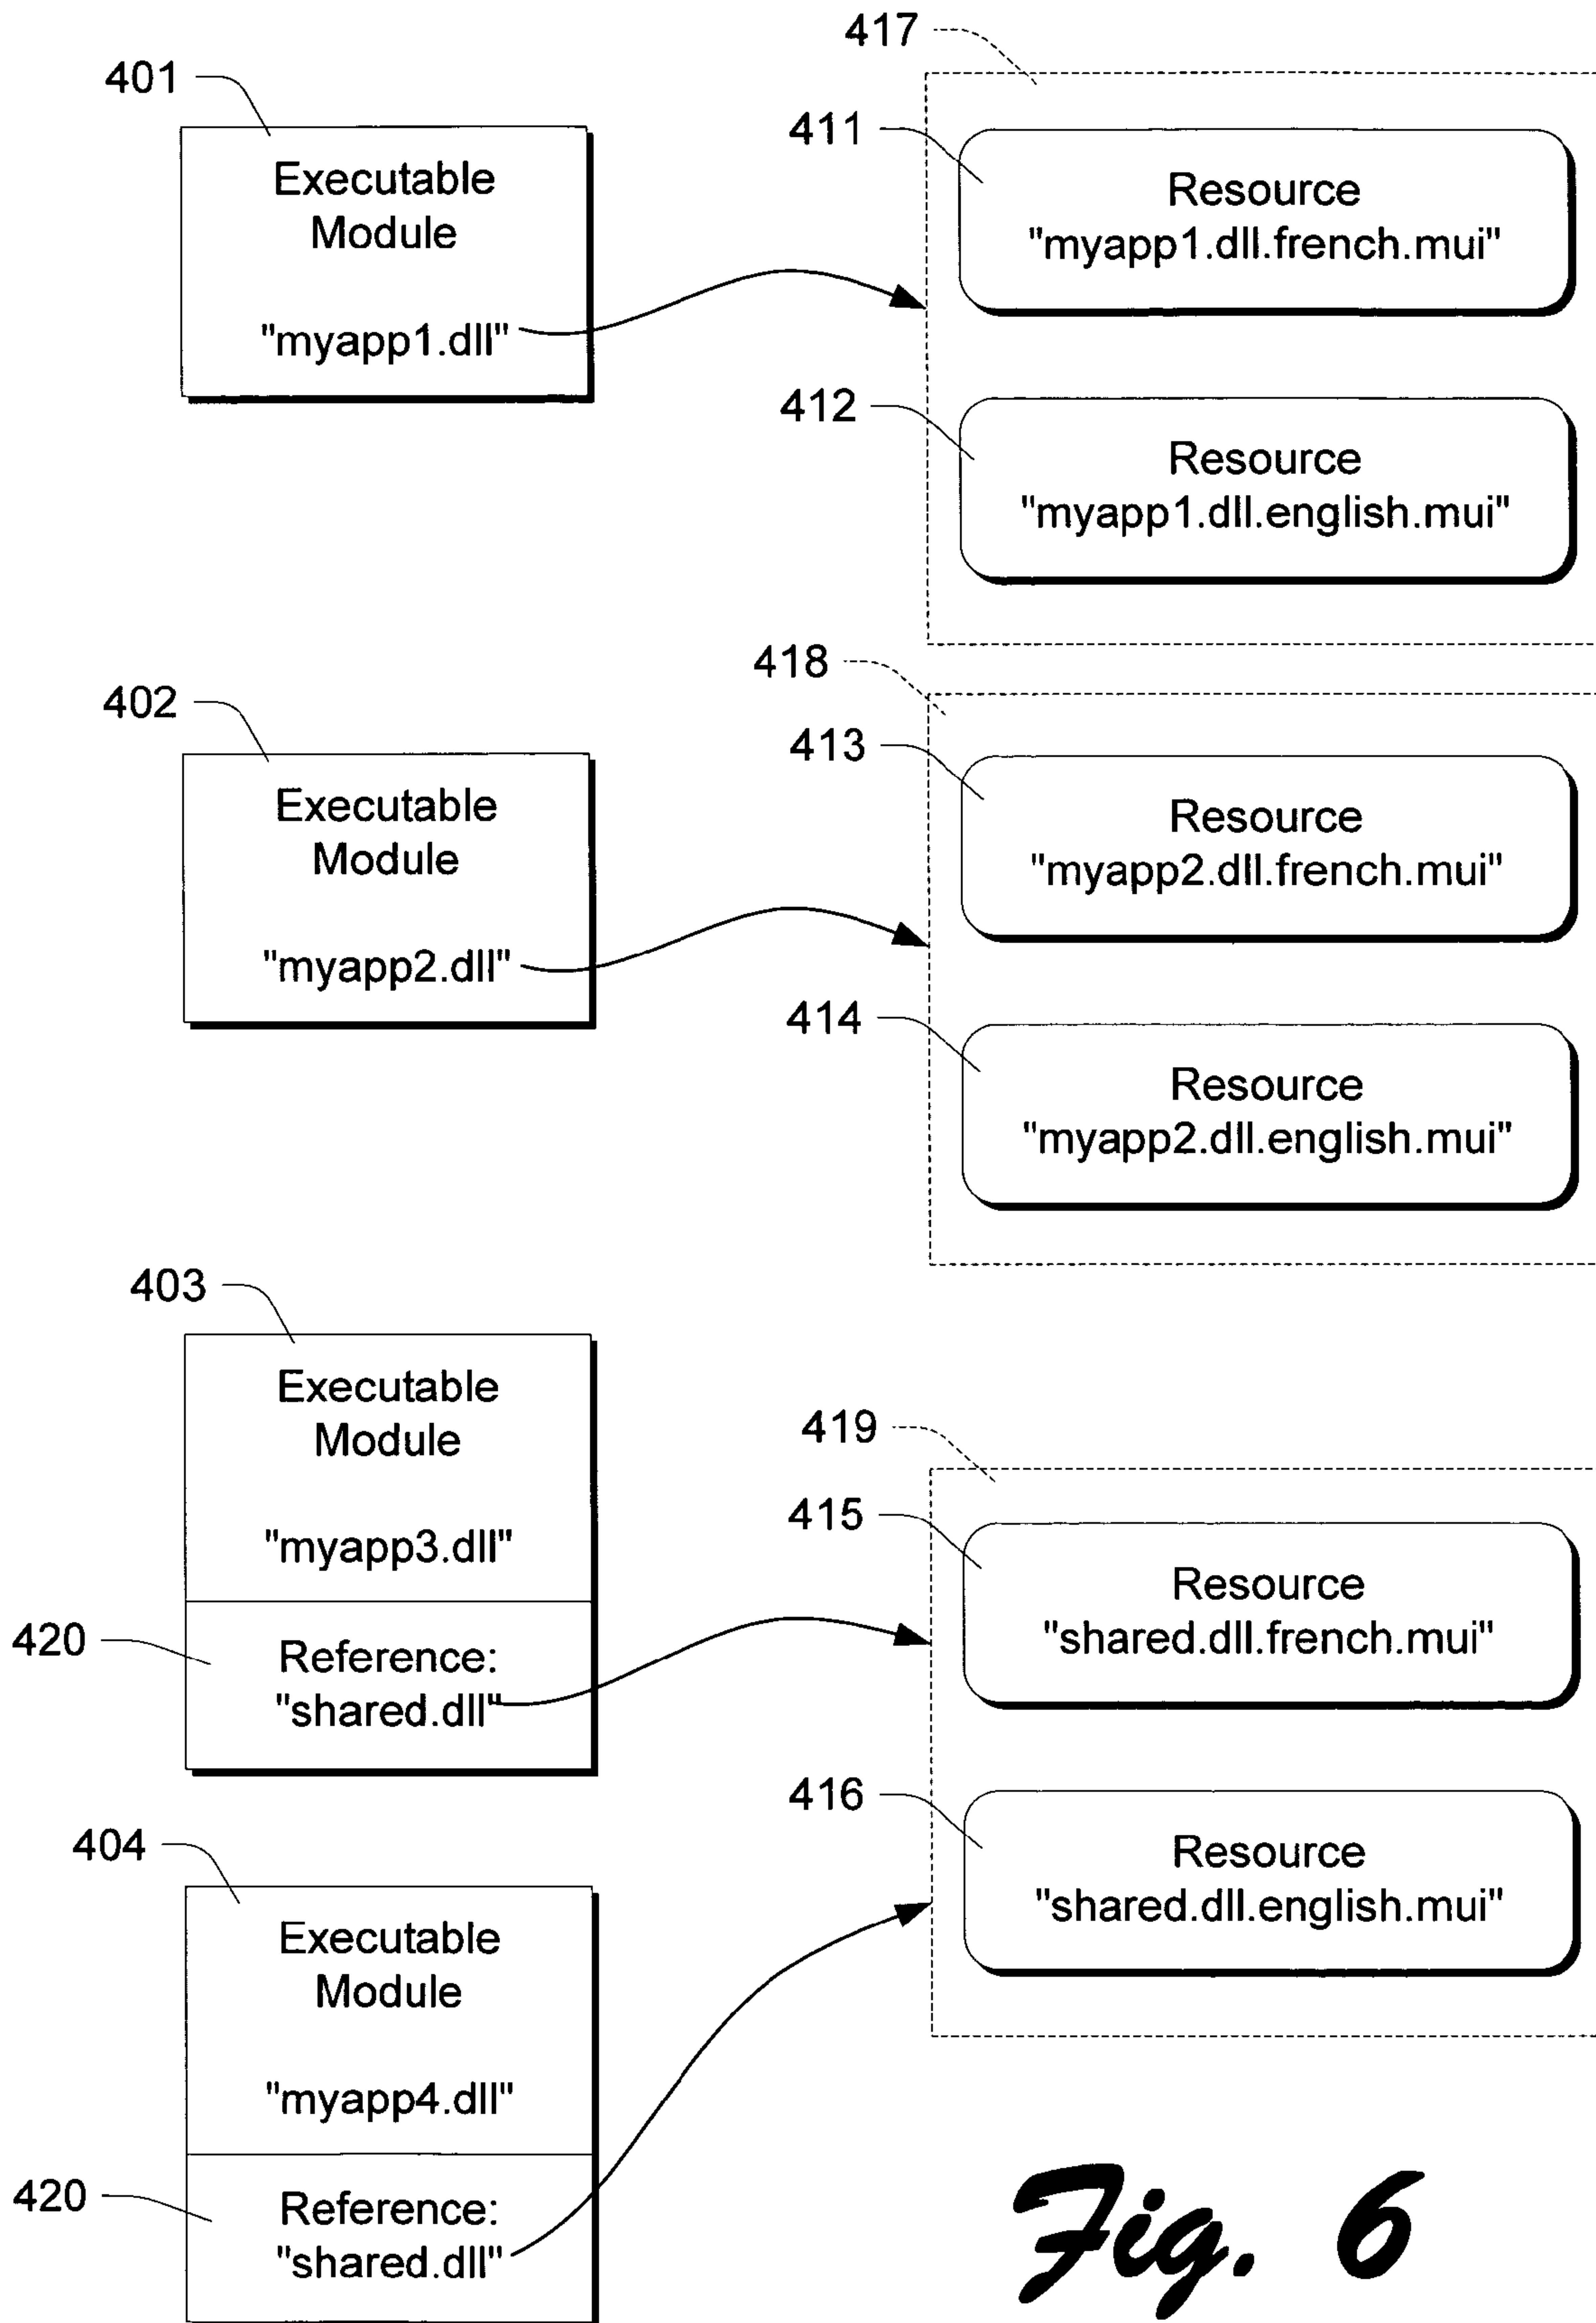 417
401
Executable
Module
"myapp1.dll"
411
Resource
"myapp1.dll.french.mui"
412
Resource
"myapp1.dll.english.mui"
402
Executable
Module
"myapp2.dll"
418
413
Resource
"myapp2.dll.french.mui"
414
Resource
"myapp2.dll.english.mui"
403
Executable
Module
"myapp3.dll"
420
Reference:
"shared.dll"
419
415
Resource
"shared.dll.french.mui"
416
Resource
"shared.dll.english.mui"
404
Executable
Module
"myapp4.dll"
420
Reference:
"shared.dll"
Fig. 6